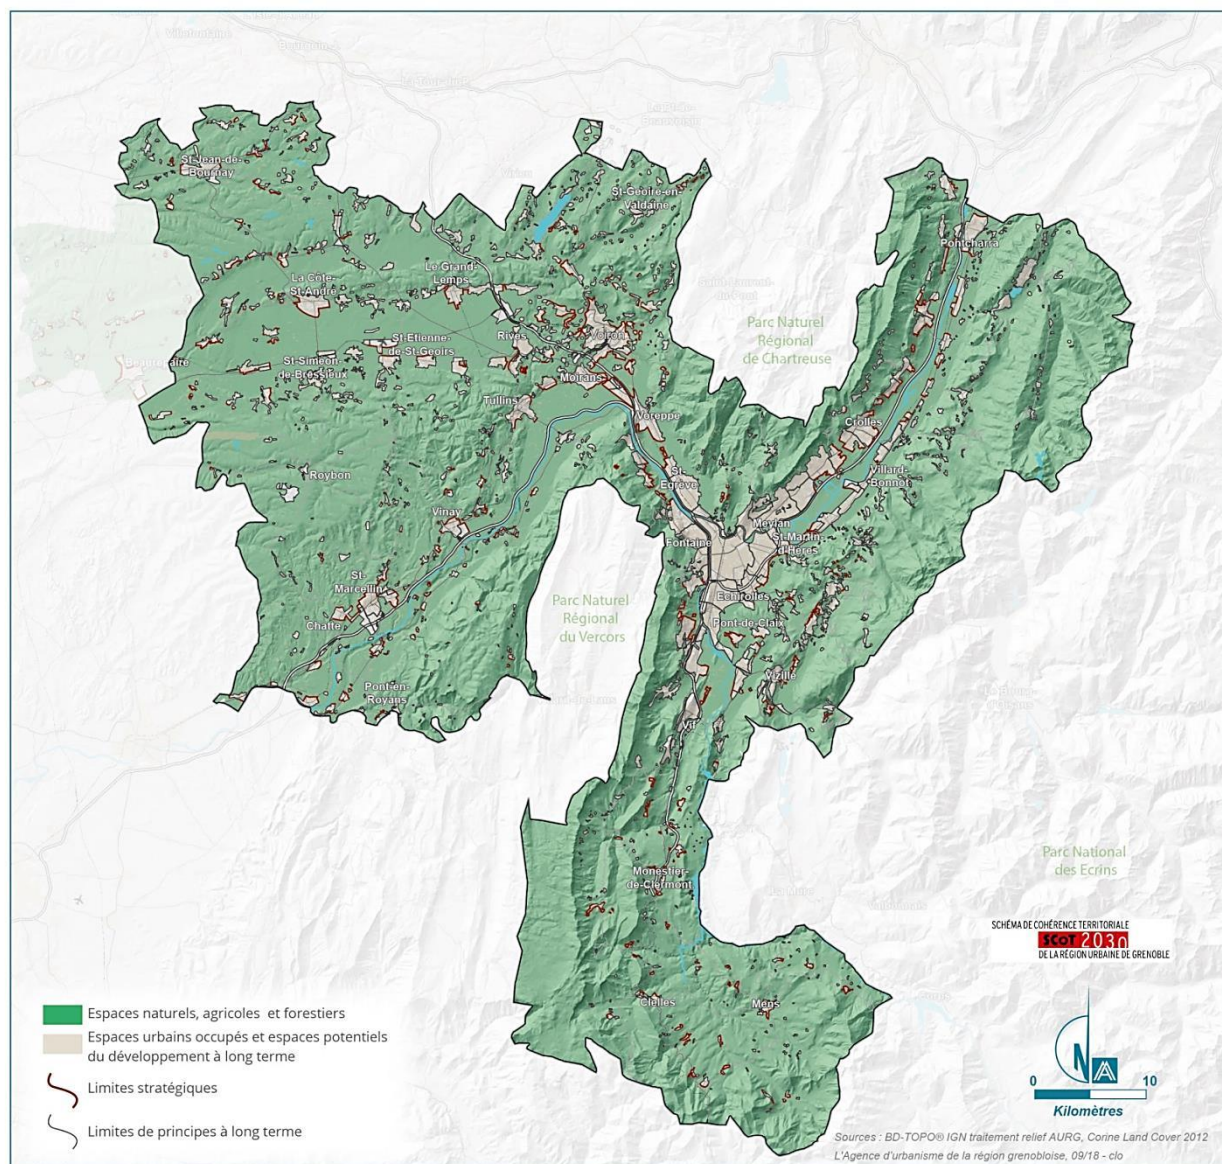 Villefontaine
La Tour-du-Pin
St-Jean-de-
Bournay
St-Geoire-en-
Valdaine
Pontcharra
Le Grand-
Lemps
La Côte-
St-André
Parc Naturel
Régional
de Chartreuse
Rives
Voiron
St-Etienne-
de-St-Geoirs
St-Siméon-
de-Bressieux
Beaurepaire
Moirans
Tullins
Voreppe
Crolles
St-
Egrève
Villard-
Bonnot
Roybon
Vinay
Meylan
Fontaine
St-Martin-
d'Hères
St-
Marcellin
Echirolles
Parc Naturel
Régional
du Vercors
Chatte
Pont-de-Claix
Vizille
Pont-en-
Royans
Vif
Parc National
des Ecrins
Monestier-
de-Clermont
SCHÉMA DE COHÉRENCE TERRITORIALE
SCoT 2030
DE LA RÉGION URBAINE DE GRENOBLE
Clelles
Mens
Espaces naturels, agricoles et forestiers
Espaces urbains occupés et espaces potentiels
du développement à long terme
Limites stratégiques
Limites de principes à long terme
N
0 10
Kilomètres
Sources : BD-TOPO® IGN traitement relief AURG, Corine Land Cover 2012
L'Agence d'urbanisme de la région grenobloise, 09/18 - clo